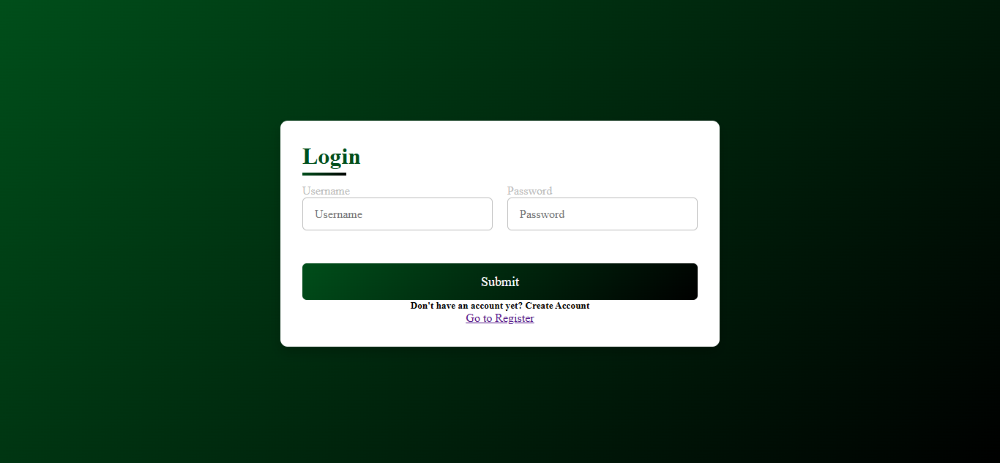 Login
Username Password
Username Password
Submit
Don't have an account yet? Create Account
Go to Register